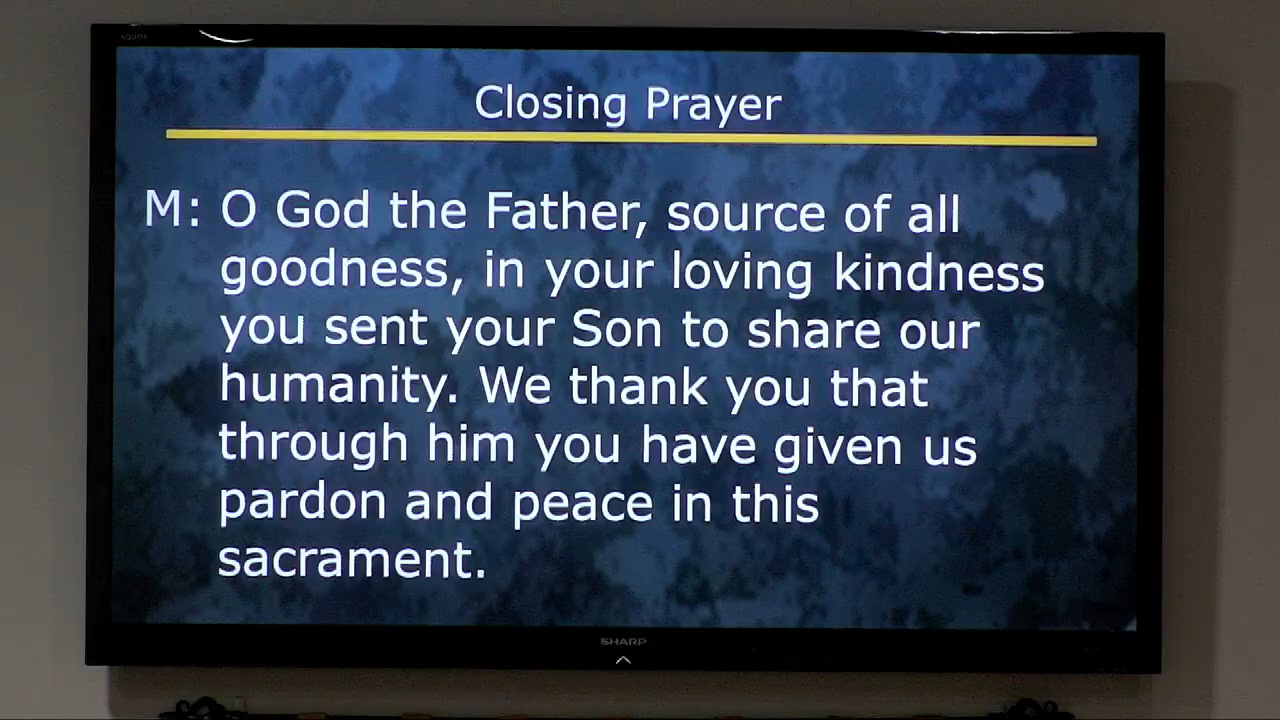 AQUOS
Closing Prayer
M: O God the Father, source of all
goodness, in your loving kindness
you sent your Son to share our
humanity. We thank you that
through him you have given us
pardon and peace in this
sacrament.
SHARP